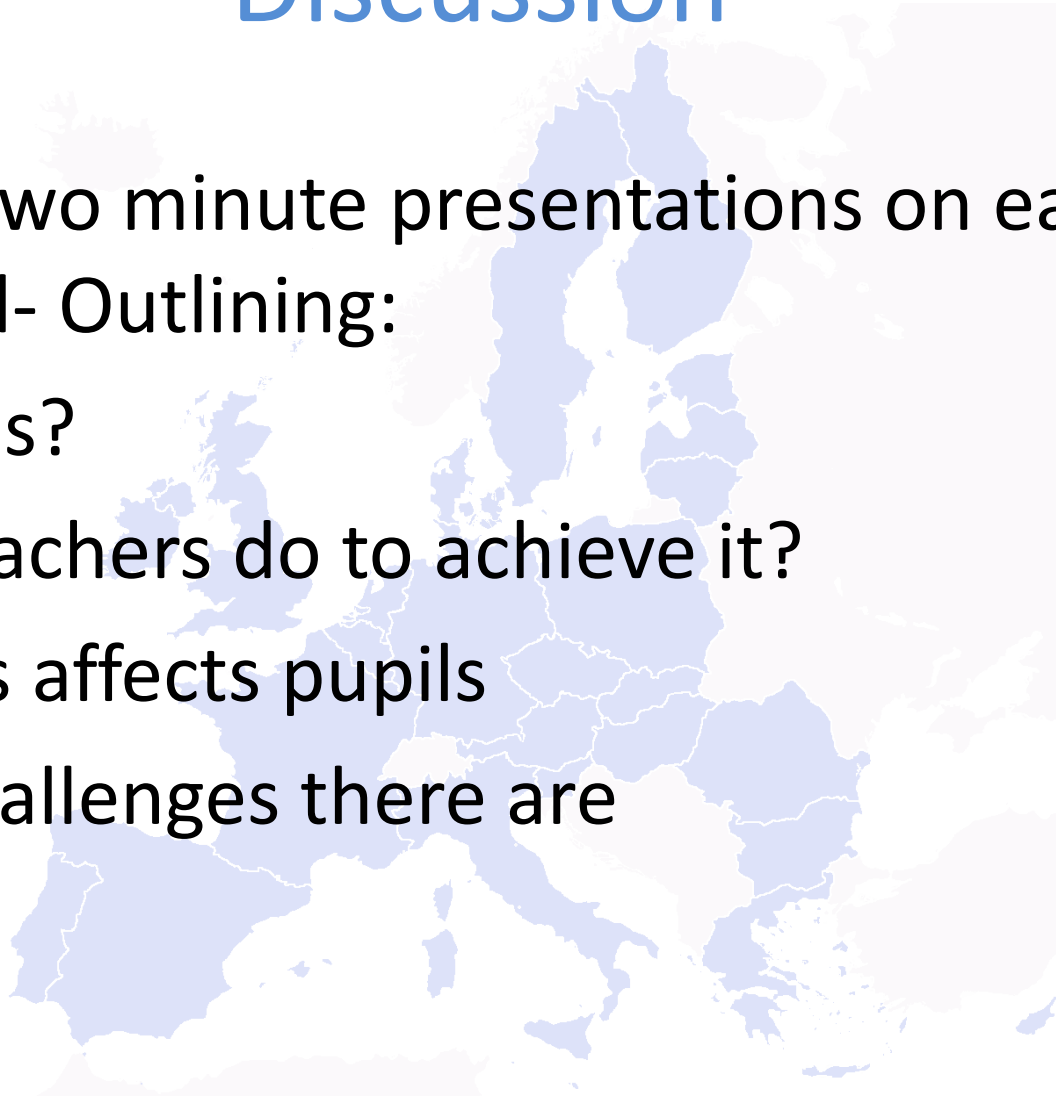 Discussion
wo minute presentations on ea
l- Outlining:
s?
achers do to achieve it?
s affects pupils
allenges there are